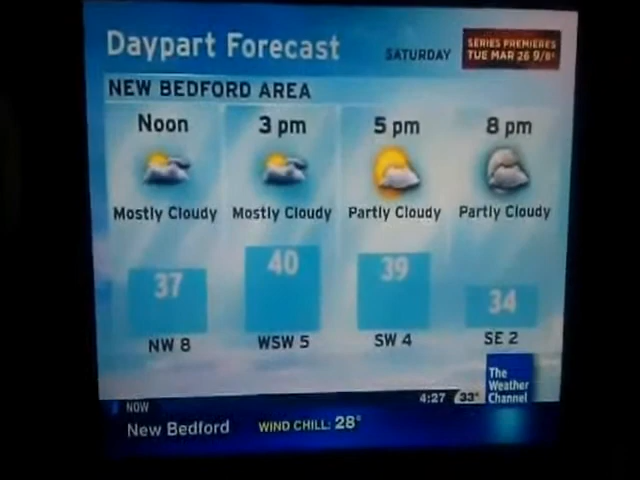 Daypart Forecast
SATURDAY
SERIES PREMIERES
TUE MAR 26 9/8c
NEW BEDFORD AREA
Noon 3 pm 5 pm 8 pm
Mostly Cloudy Mostly Cloudy Partly Cloudy Partly Cloudy
37 40 39 34
NW 8 WSW 5 SW 4 SE 2
The
Weather
Channel
NOW 4:27 33°
New Bedford WIND CHILL: 28°